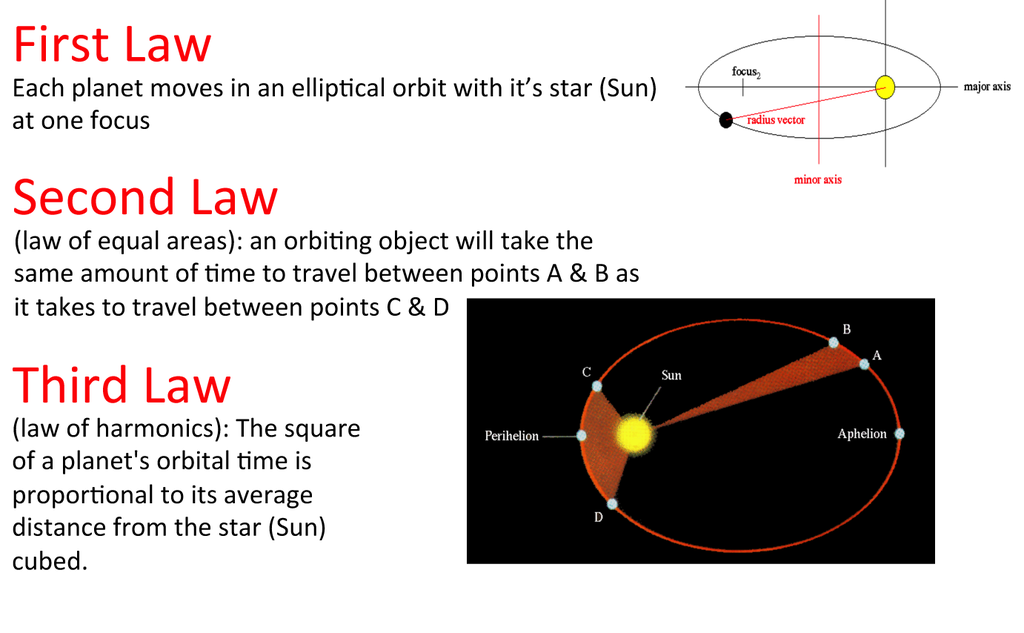 First Law
Each planet moves in an elliptical orbit with it’s star (Sun)
at one focus
focus2
major axis
radius vector
minor axis
Second Law
(law of equal areas): an orbiting object will take the
same amount of time to travel between points A & B as
it takes to travel between points C & D
Third Law
(law of harmonics): The square
of a planet's orbital time is
proportional to its average
distance from the star (Sun)
cubed.
B
A
C
Sun
Perihelion
Aphelion
D